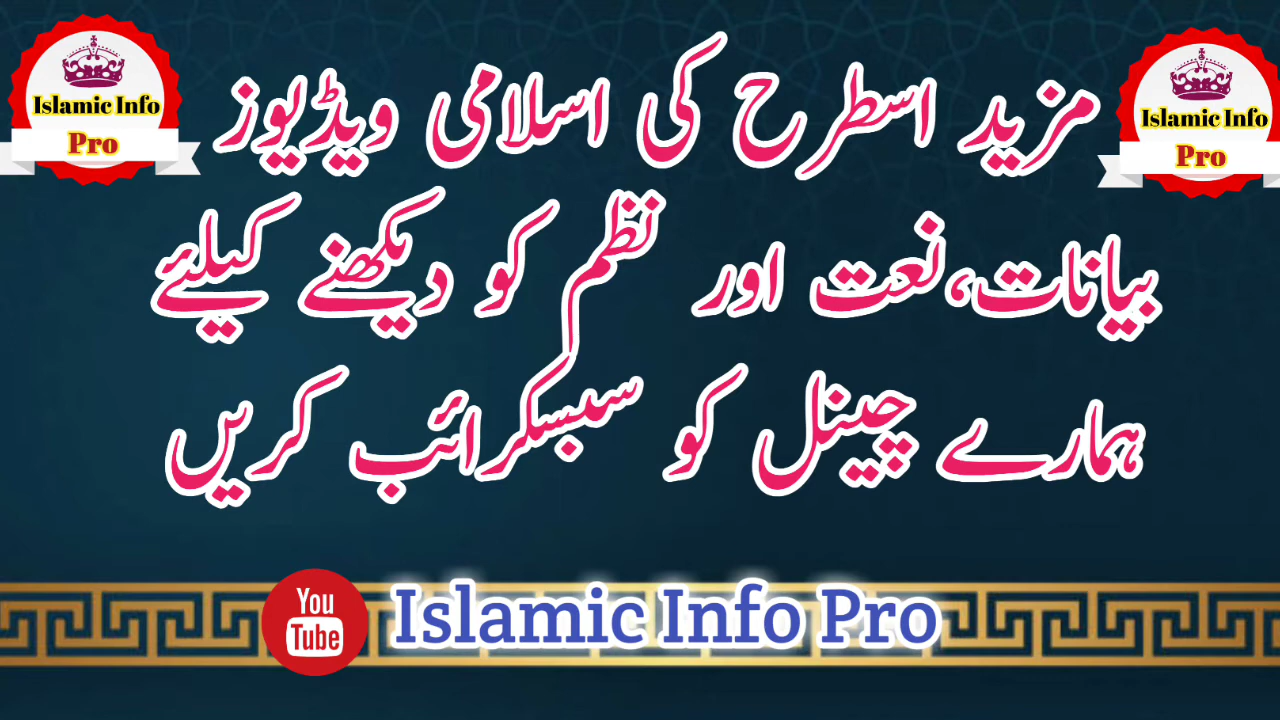 Islamic Info
Pro
Islamic Info
Pro
مزید اسطرح کی اسلامی ویڈیوز
بیانات،نعت اور نظم کو دیکھنے کیلئے
ہمارے چینل کو سبسکرائب کریں
You
Tube
Islamic Info Pro